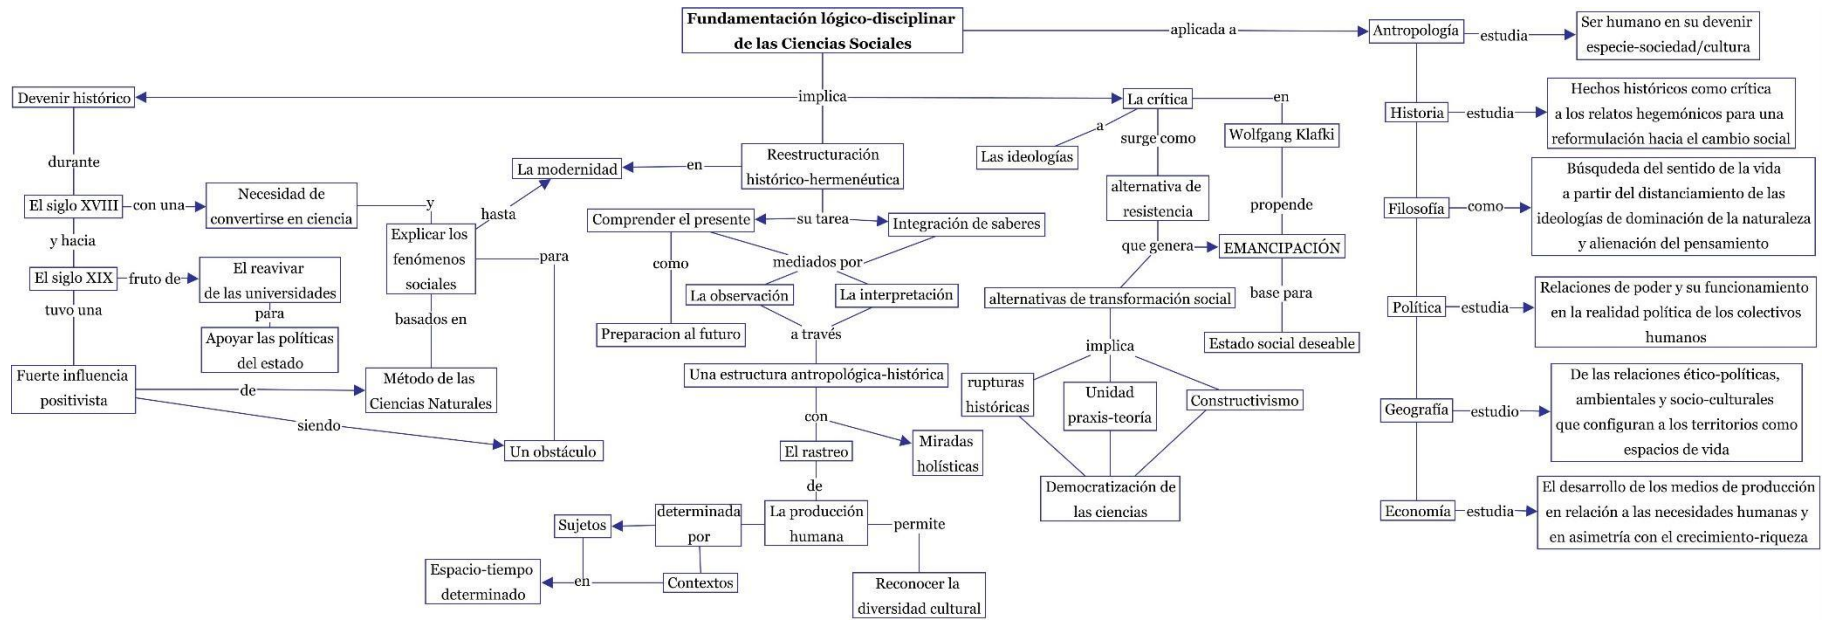 Fundamentación lógico-disciplinar
de las Ciencias Sociales
aplicada a
Antropología
estudia
Ser humano en su devenir
especie-sociedad/cultura
Devenir histórico
implica
La crítica
en
Wolfgang Klafki
a
Las ideologías
surge como
alternativa de
resistencia
propende
que genera
EMANCIPACIÓN
base para
Estado social deseable
alternativas de transformación social
implica
rupturas
históricas
Unidad
praxis-teoría
Constructivismo
Democratización de
las ciencias
durante
El siglo XVIII
con una
Necesidad de
convertirse en ciencia
y
Explicar los
fenómenos
sociales
hasta
La modernidad
en
Reestructuración
histórico-hermenéutica
y hacia
El siglo XIX
fruto de
El reavivar
de las universidades
para
Apoyar las políticas
del estado
tuvo una
Fuerte influencia
positivista
de
Método de las
Ciencias Naturales
basados en
para
siendo
Un obstáculo
su tarea
Comprender el presente
Integración de saberes
como
Preparacion al futuro
mediados por
La observación
La interpretación
a través
Una estructura antropológica-histórica
con
El rastreo
Miradas
holísticas
de
La producción
humana
determinada
por
Sujetos
Contextos
en
Espacio-tiempo
determinado
permite
Reconocer la
diversidad cultural
Historia
estudia
Hechos históricos como crítica
a los relatos hegemónicos para una
reformulación hacia el cambio social
Filosofía
como
Búsqudeda del sentido de la vida
a partir del distanciamiento de las
ideologías de dominación de la naturaleza
y alienación del pensamiento
Política
estudia
Relaciones de poder y su funcionamiento
en la realidad política de los colectivos
humanos
Geografía
estudio
De las relaciones ético-políticas,
ambientales y socio-culturales
que configuran a los territorios como
espacios de vida
Economía
estudia
El desarrollo de los medios de producción
en relación a las necesidades humanas y
en asimetría con el crecimiento-riqueza